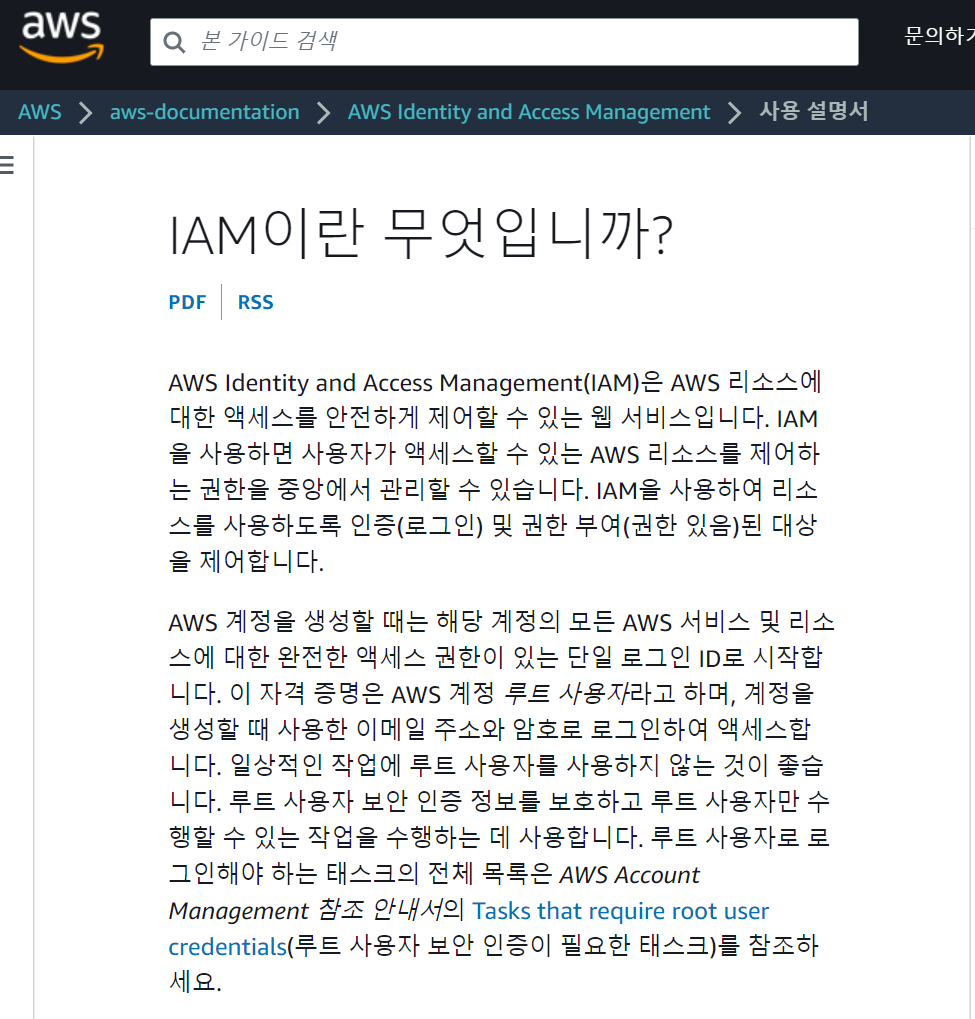 aws
본 가이드 검색
문의하기
AWS > aws-documentation > AWS Identity and Access Management > 사용 설명서
IAM이란 무엇입니까?
PDF | RSS
AWS Identity and Access Management(IAM)은 AWS 리소스에
대한 액세스를 안전하게 제어할 수 있는 웹 서비스입니다. IAM
을 사용하면 사용자가 액세스할 수 있는 AWS 리소스를 제어하
는 권한을 중앙에서 관리할 수 있습니다. IAM을 사용하여 리소
스를 사용하도록 인증(로그인) 및 권한 부여(권한 있음)된 대상
을 제어합니다.
AWS 계정을 생성할 때는 해당 계정의 모든 AWS 서비스 및 리소
스에 대한 완전한 액세스 권한이 있는 단일 로그인 ID로 시작합
니다. 이 자격 증명은 AWS 계정 루트 사용자라고 하며, 계정을
생성할 때 사용한 이메일 주소와 암호로 로그인하여 액세스합
니다. 일상적인 작업에 루트 사용자를 사용하지 않는 것이 좋습
니다. 루트 사용자 보안 인증 정보를 보호하고 루트 사용자만 수
행할 수 있는 작업을 수행하는 데 사용합니다. 루트 사용자로 로
그인해야 하는 태스크의 전체 목록은 AWS Account
Management 참조 안내서의 Tasks that require root user
credentials(루트 사용자 보안 인증이 필요한 태스크)를 참조하
세요.